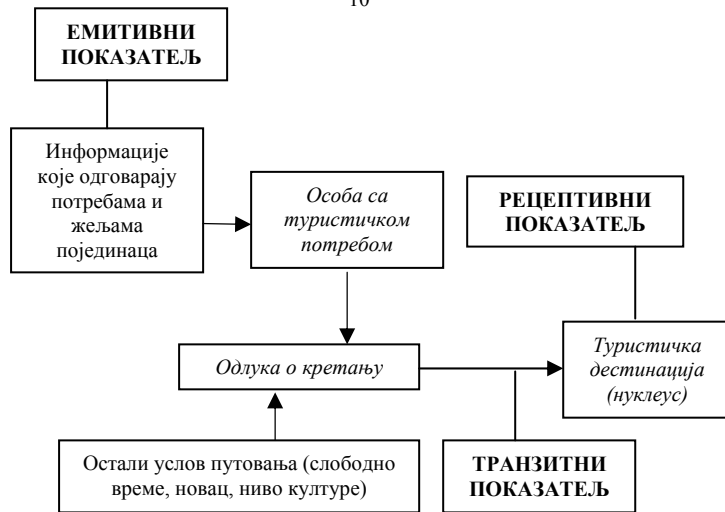 10
ЕМИТИВНИ
ПОКАЗАТЕЉ
Информације
које одговарају
потребама и
жељама
појединаца
Особа са
туристичком
потребом
РЕЦЕПТИВНИ
ПОКАЗАТЕЉ
Одлука о кретању
Туристичка
дестинација
(нуклеус)
Остали услов путовања (слободно
време, новац, ниво културе)
ТРАНЗИТНИ
ПОКАЗАТЕЉ